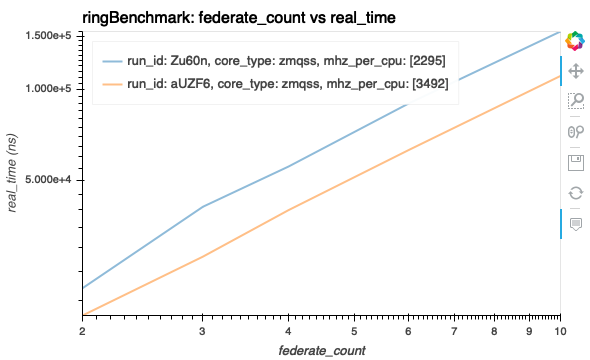 ringBenchmark: federate_count vs real_time
1.500e+5
1.000e+5
5.000e+4
real_time (ns)
run_id: Zu60n, core_type: zmqss, mhz_per_cpu: [2295]
run_id: aUZF6, core_type: zmqss, mhz_per_cpu: [3492]
2 3 4 5 6 7 8 9 10
federate_count